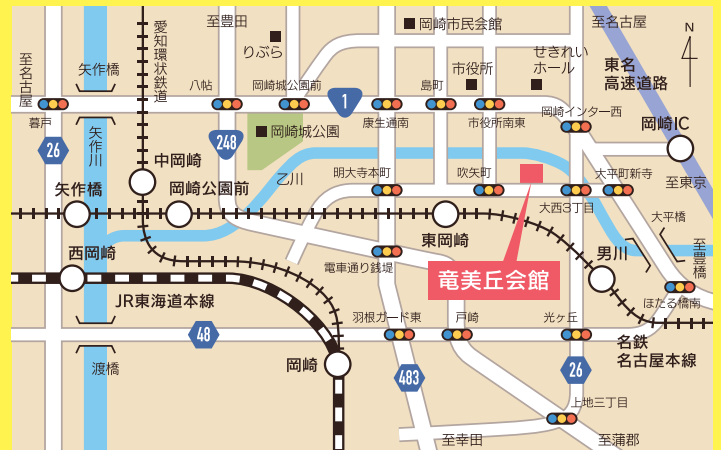 至豊田
岡崎市民会館
至名古屋
N
愛知環状鉄道
りぶら
せきれい
ホール
東名
高速道路
至名古屋
矢作橋
八帖
岡崎城公園前
市役所
島町
1
暮戸
康生通南
市役所南東
岡崎インター西
岡崎IC
矢作川
岡崎城公園
248
26
中岡崎
乙川
明大寺本町
吹矢町
大平町新寺
至東京
矢作橋
岡崎公園前
大西3丁目
大平橋
東岡崎
西岡崎
電車通り銭堤
竜美丘会館
男川
至豊橋
JR東海道本線
ほたる橋南
羽根ガード東
戸崎
光ヶ丘
48
名鉄
名古屋本線
渡橋
岡崎
483
26
上地三丁目
至幸田
至蒲郡